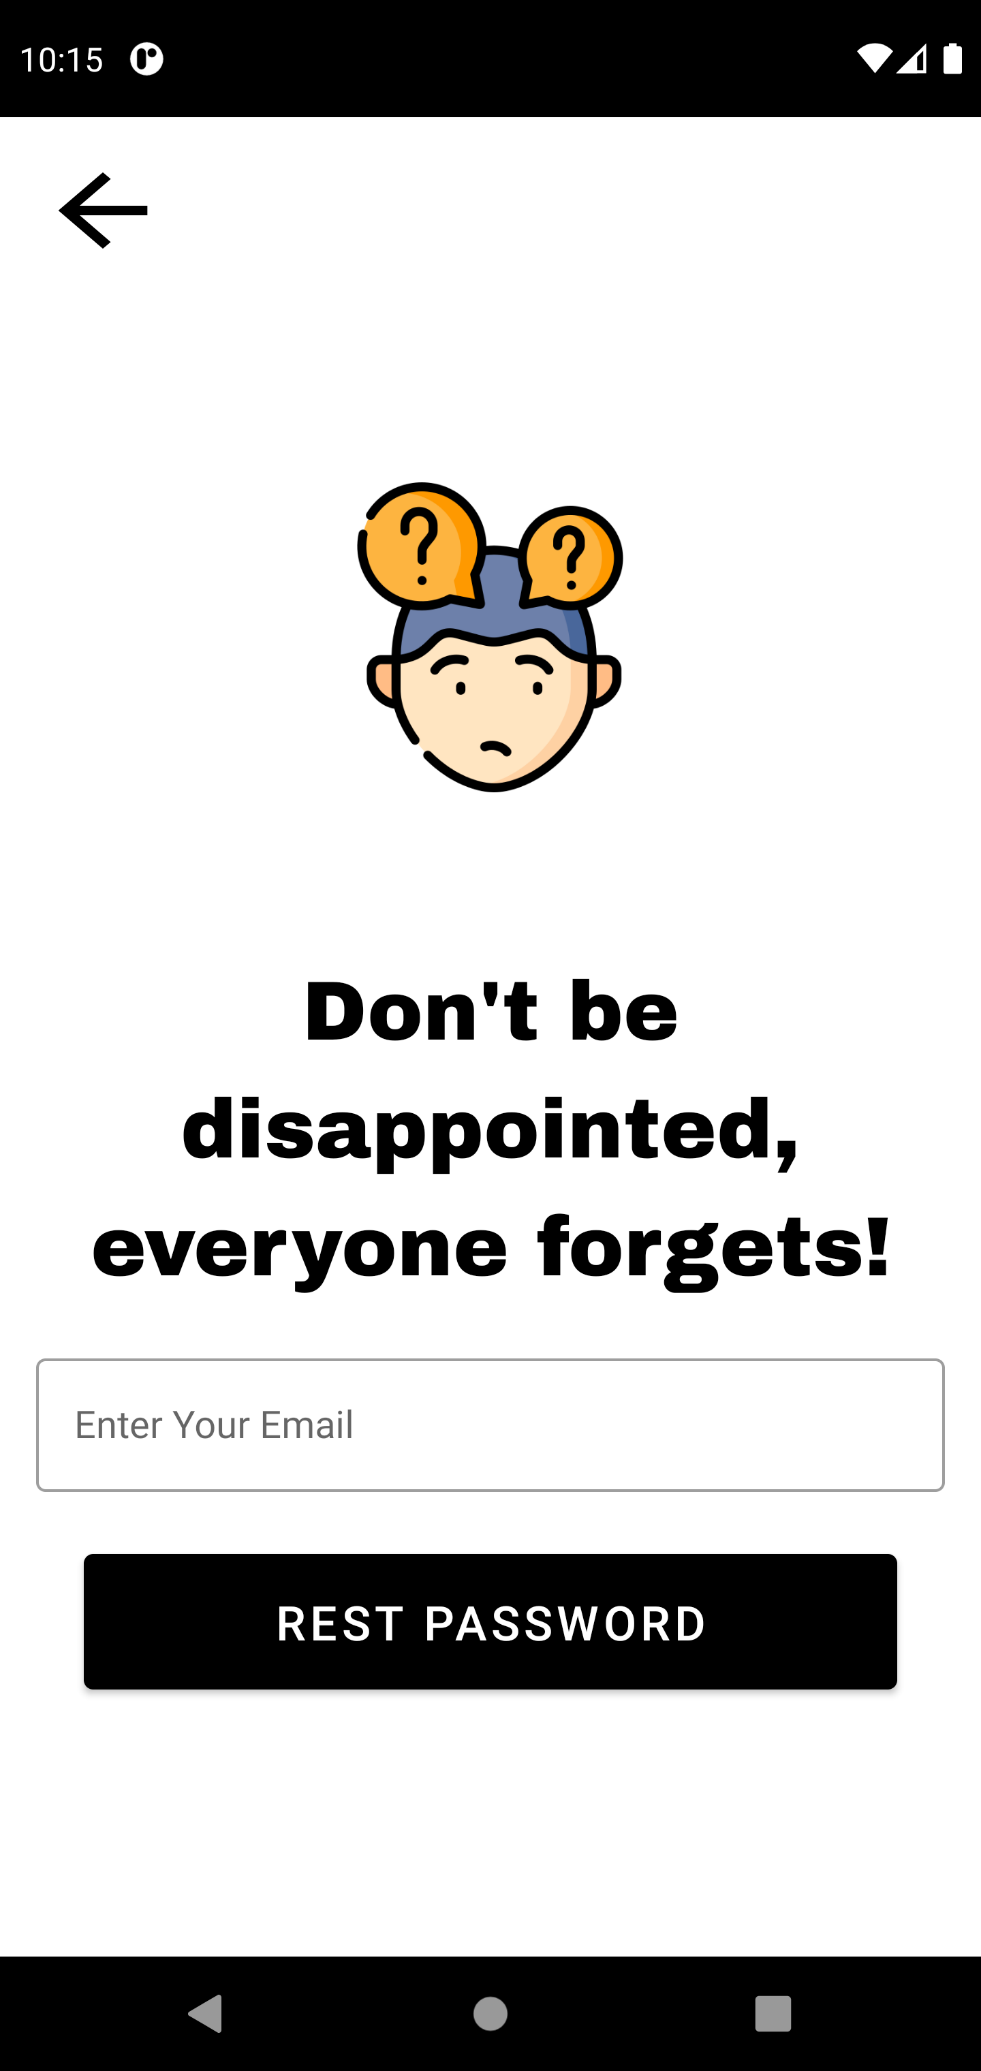 10:15
? ?
Don't be
disappointed,
everyone forgets!
Enter Your Email
REST PASSWORD